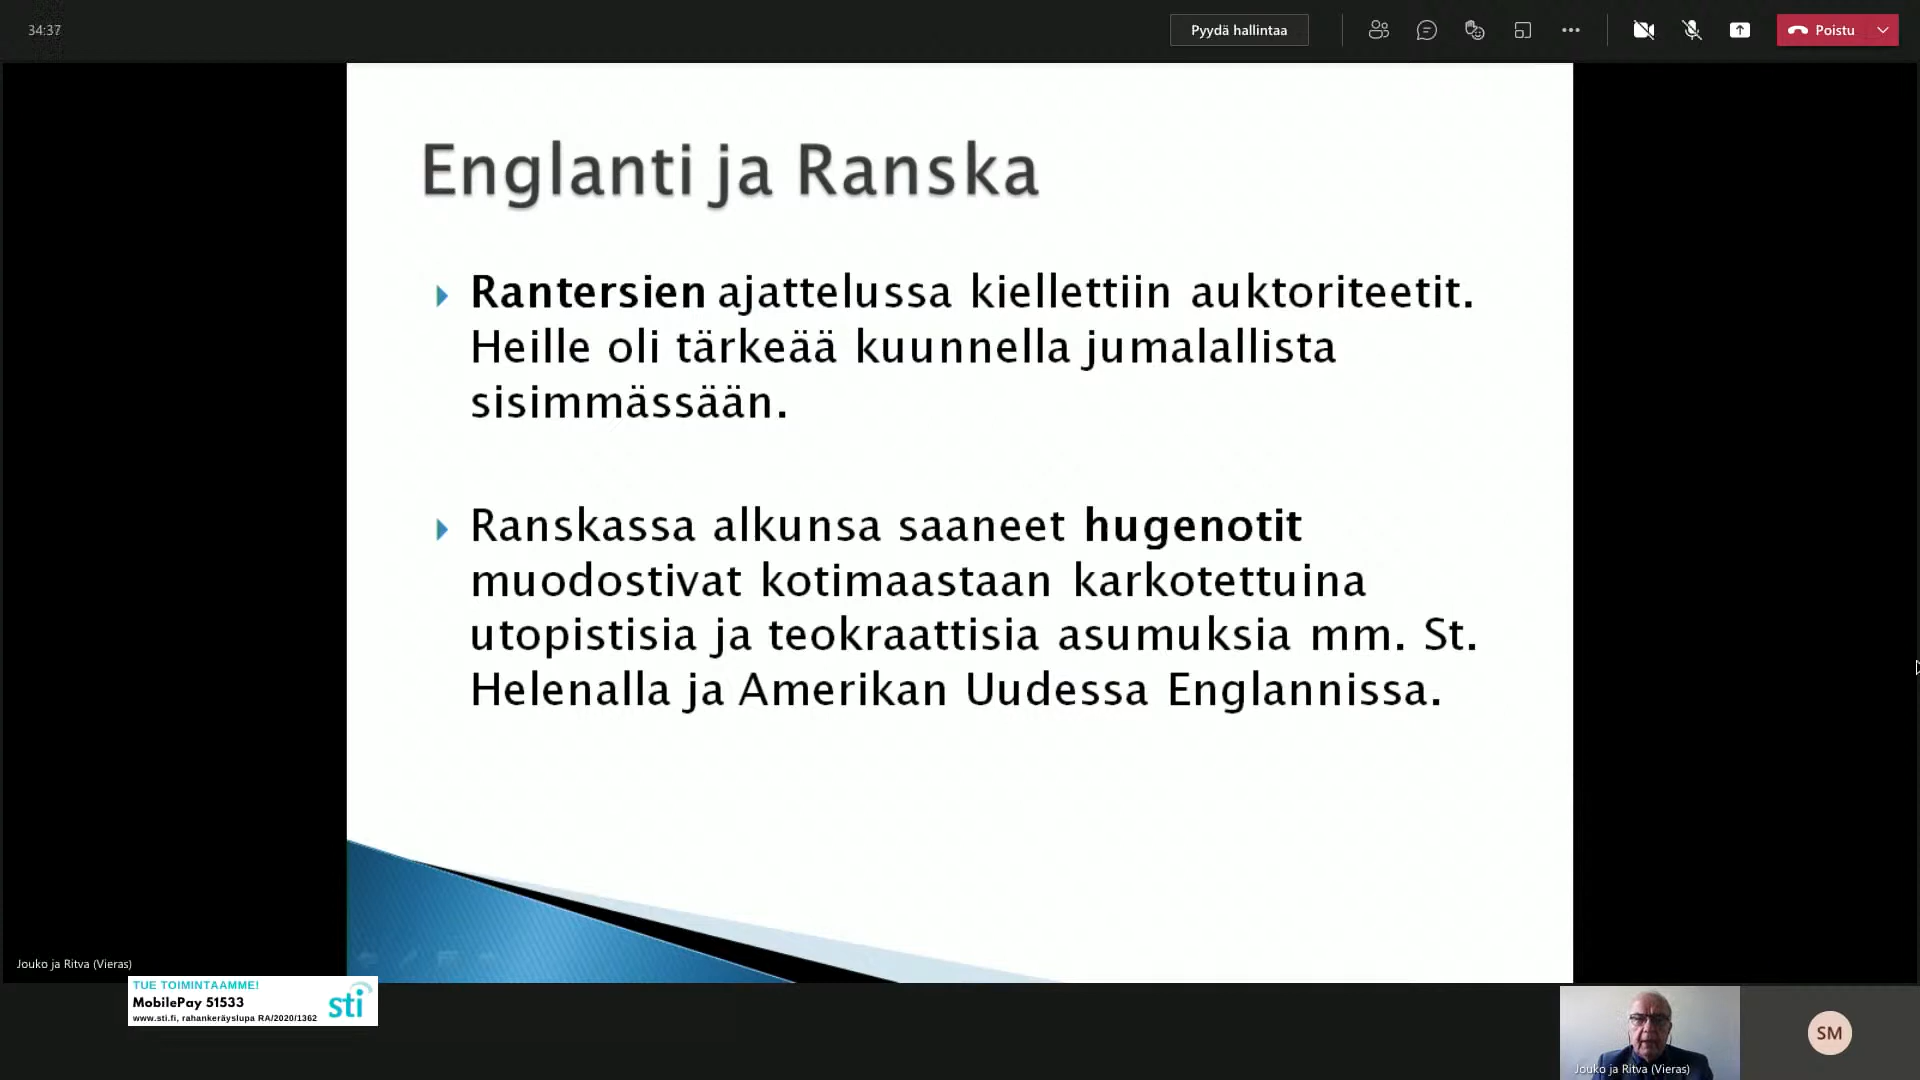 34:37
Pyydä hallintaa
Poistu
Englanti ja Ranska
Rantersien ajattelussa kiellettiin auktoriteetit.
Heille oli tärkeää kuunnella jumalallista
sisimmässään.
Ranskassa alkunsa saaneet hugenotit
muodostivat kotimaastaan karkotettuina
utopistisia ja teokraattisia asumuksia mm. St.
Helenalla ja Amerikan Uudessa Englannissa.
Jouko ja Ritva (Vieras)
TUE TOIMINTAAMME!
MobilePay 51533
www.sti.fi, rahankeräyslupa RA/2020/1362
sti
Jouko ja Ritva (Vieras)
SM